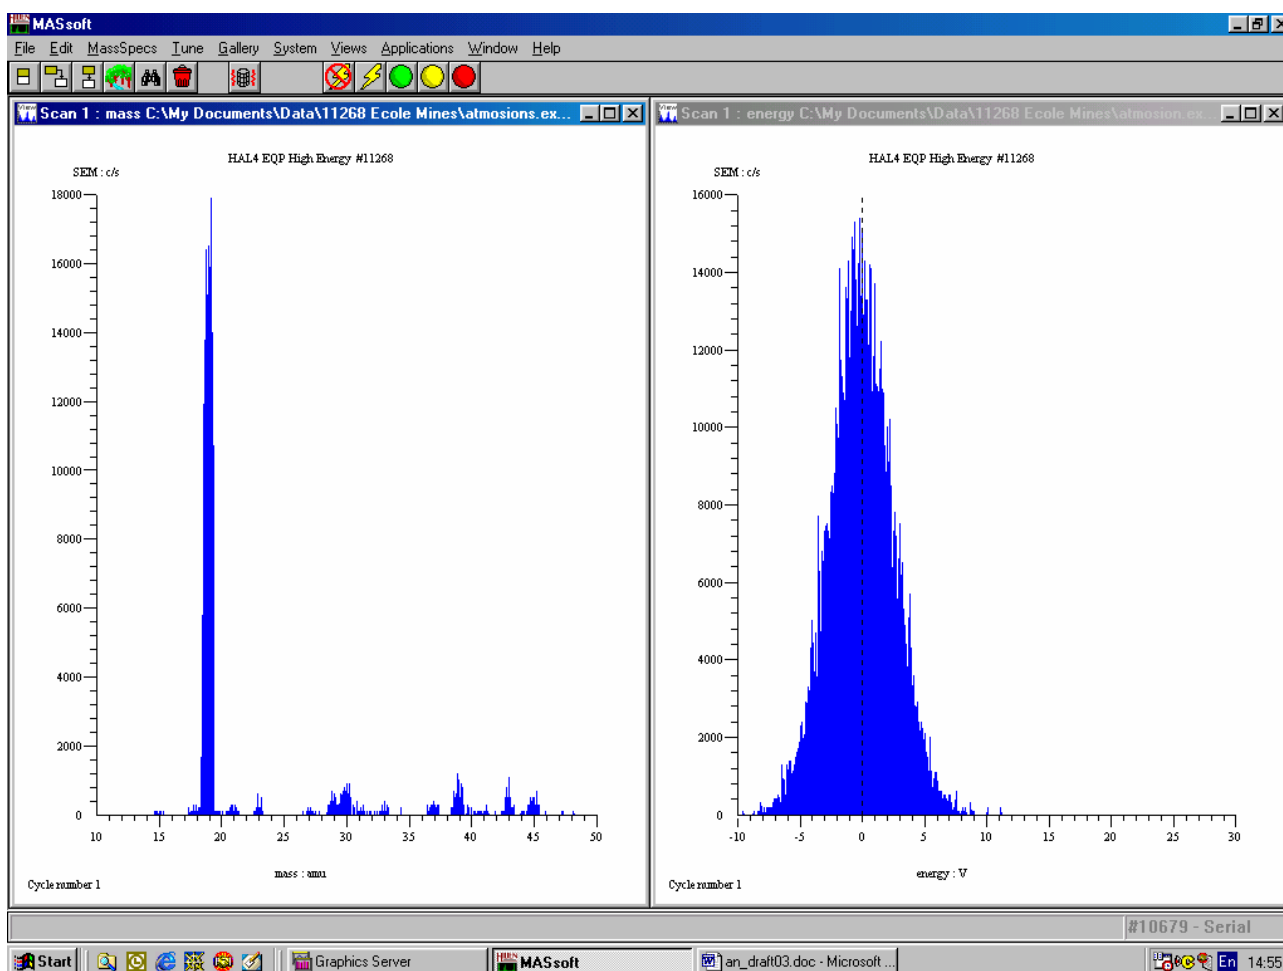 MASsoft
File Edit MassSpecs Tune Gallery System Views Applications Window Help
Scan 1 : mass C:\My Documents\Data\11268 Ecole Mines\atmosions.ex...
HAL4 EQP High Energy #11268
SEM : c/s
18000
16000
14000
12000
10000
8000
6000
4000
2000
0
10 15 20 25 30 35 40 45 50
mass : amu
Cycle number 1
Scan 1 : energy C:\My Documents\Data\11268 Ecole Mines\atmosion.ex...
HAL4 EQP High Energy #11268
SEM : c/s
16000
14000
12000
10000
8000
6000
4000
2000
0
-10 -5 0 5 10 15 20 25 30
energy : V
Cycle number 1
#10679 - Serial
Start Graphics Server MASsoft an_draft03.doc - Microsoft ... En 14:55